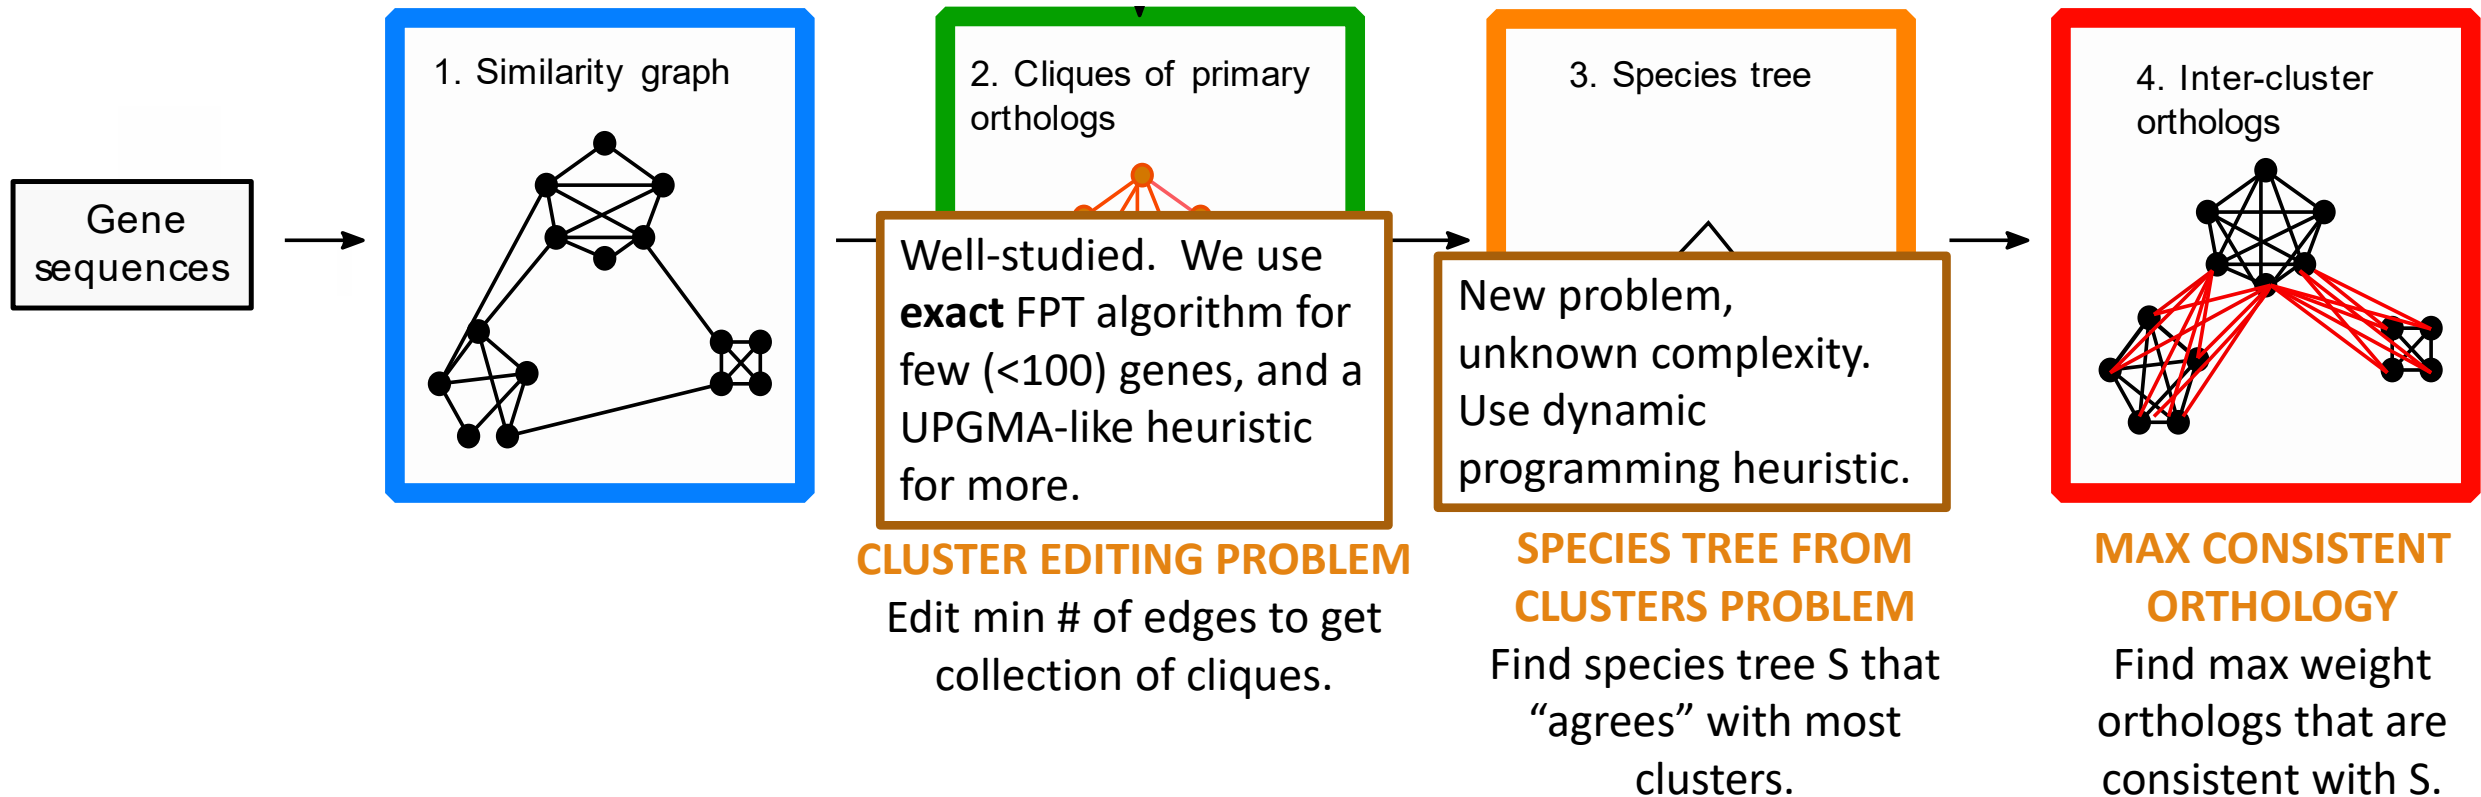 Gene
sequences
1. Similarity graph
2. Cliques of primary
orthologs
Well-studied. We use
exact FPT algorithm for
few (<100) genes, and a
UPGMA-like heuristic
for more.
CLUSTER EDITING PROBLEM
Edit min # of edges to get
collection of cliques.
3. Species tree
New problem,
unknown complexity.
Use dynamic
programming heuristic.
SPECIES TREE FROM
CLUSTERS PROBLEM
Find species tree S that
“agrees” with most
clusters.
4. Inter-cluster
orthologs
MAX CONSISTENT
ORTHOLOGY
Find max weight
orthologs that are
consistent with S.